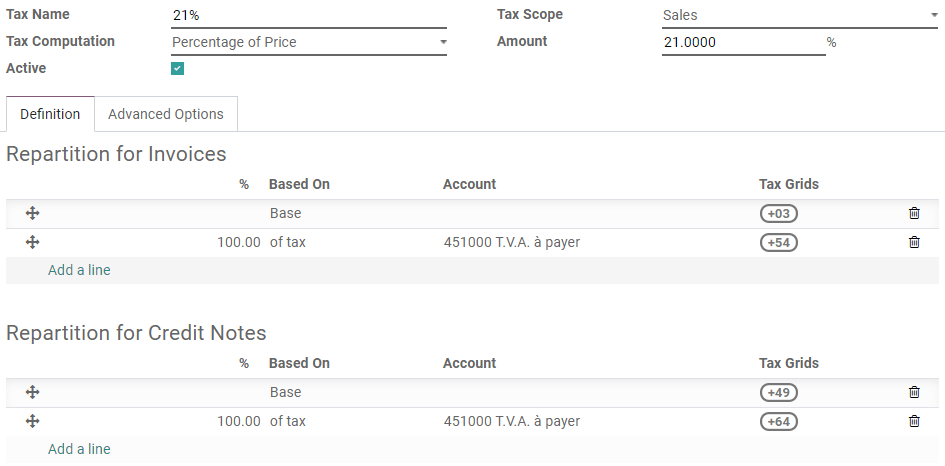 Tax Name 21% Tax Scope Sales
Tax Computation Percentage of Price Amount 21.0000 %
Active
Definition Advanced Options
Repartition for Invoices
% Based On Account Tax Grids
Base +03
100.00 of tax 451000 T.V.A. à payer +54
Add a line
Repartition for Credit Notes
% Based On Account Tax Grids
Base +49
100.00 of tax 451000 T.V.A. à payer +64
Add a line